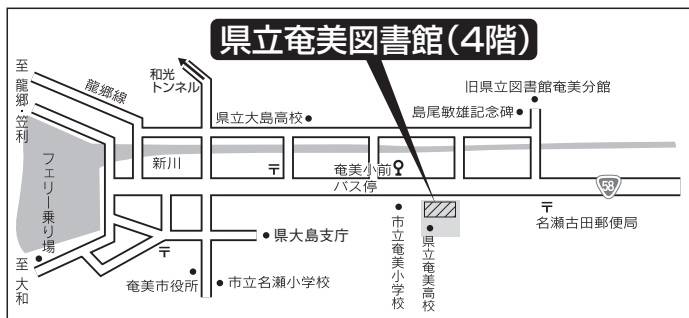 県立奄美図書館(4階)
至 龍郷・笠利
龍郷線
和光
トンネル
県立大島高校
旧県立図書館奄美分館
島尾敏雄記念碑
新川
奄美小前
バス停
58
フェリー乗り場
名瀬古田郵便局
市立奄美小学校
県立奄美高校
県大島支庁
至 大和
奄美市役所
市立名瀬小学校